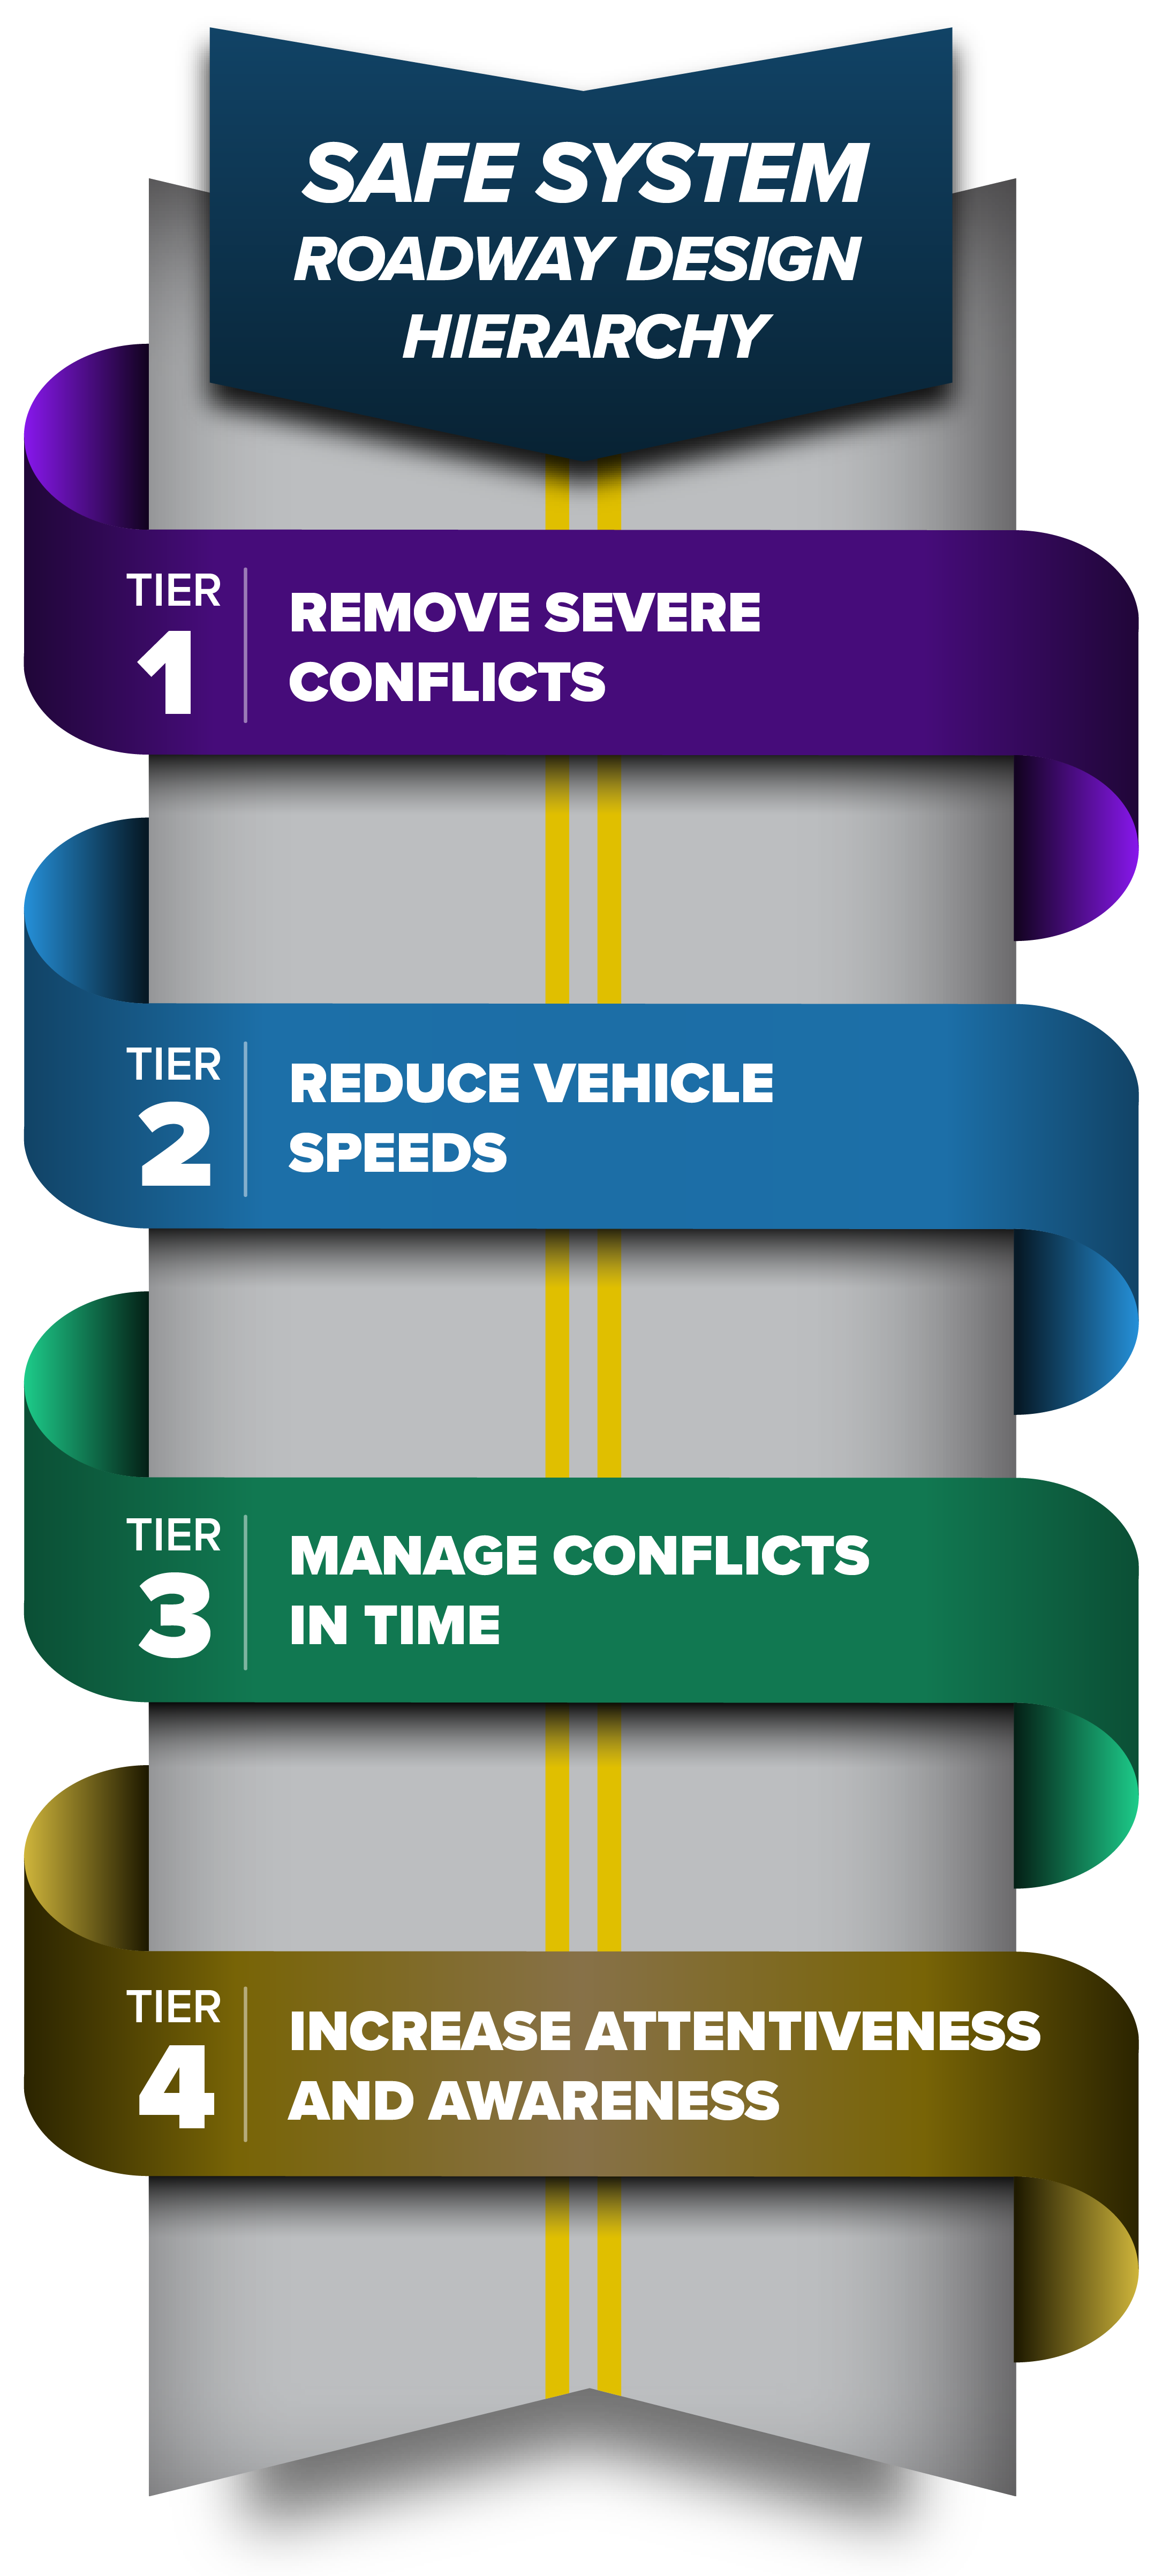 SAFE SYSTEM
ROADWAY DESIGN
HIERARCHY
TIER
1
REMOVE SEVERE
CONFLICTS
TIER
2
REDUCE VEHICLE
SPEEDS
TIER
3
MANAGE CONFLICTS
IN TIME
TIER
4
INCREASE ATTENTIVENESS
AND AWARENESS